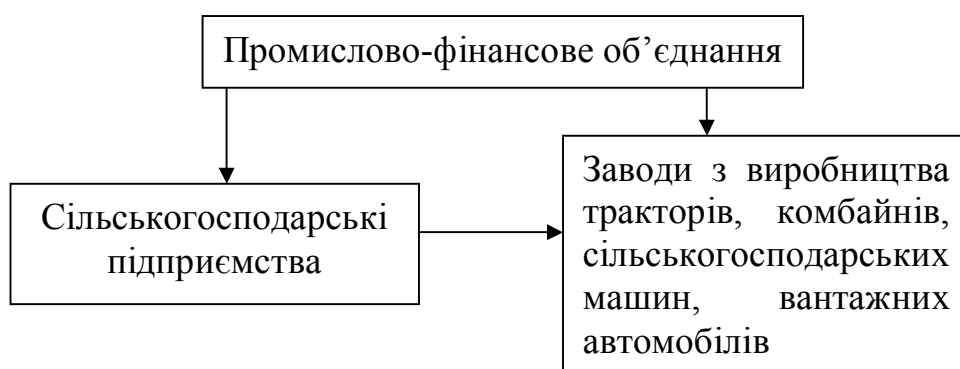 Промислово-фінансове об’єднання
Сільськогосподарські
підприємства
Заводи з виробництва
тракторів, комбайнів,
сільськогосподарських
машин, вантажних
автомобілів